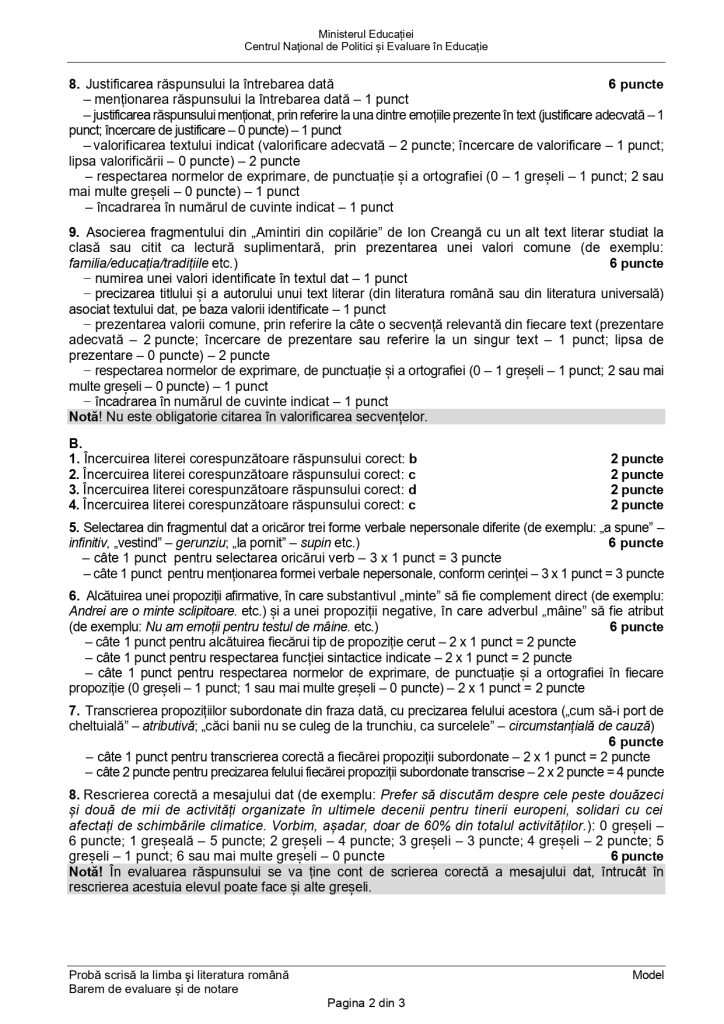 Ministerul Educației
Centrul Național de Politici și Evaluare în Educație
8. Justificarea răspunsului la întrebarea dată 6 puncte
– menționarea răspunsului la întrebarea dată – 1 punct
– justificarea răspunsului menționat, prin referire la una dintre emoțiile prezente în text (justificare adecvată – 1
punct; încercare de justificare – 0 puncte) – 1 punct
– valorificarea textului indicat (valorificare adecvată – 2 puncte; încercare de valorificare – 1 punct;
lipsa valorificării – 0 puncte) – 2 puncte
– respectarea normelor de exprimare, de punctuație și a ortografiei (0 – 1 greșeli – 1 punct; 2 sau
mai multe greșeli – 0 puncte) – 1 punct
– încadrarea în numărul de cuvinte indicat – 1 punct
9. Asocierea fragmentului din „Amintiri din copilărie” de Ion Creangă cu un alt text literar studiat la
clasă sau citit ca lectură suplimentară, prin prezentarea unei valori comune (de exemplu:
familia/educația/tradițiile etc.) 6 puncte
– numirea unei valori identificate în textul dat – 1 punct
– precizarea titlului și a autorului unui text literar (din literatura română sau din literatura universală)
asociat textului dat, pe baza valorii identificate – 1 punct
– prezentarea valorii comune, prin referire la câte o secvență relevantă din fiecare text (prezentare
adecvată – 2 puncte; încercare de prezentare sau referire la un singur text – 1 punct; lipsa de
prezentare – 0 puncte) – 2 puncte
– respectarea normelor de exprimare, de punctuație și a ortografiei (0 – 1 greșeli – 1 punct; 2 sau mai
multe greșeli – 0 puncte) – 1 punct
– încadrarea în numărul de cuvinte indicat – 1 punct
Notă! Nu este obligatorie citarea în valorificarea secvențelor.
B.
1. Încercuirea literei corespunzătoare răspunsului corect: b 2 puncte
2. Încercuirea literei corespunzătoare răspunsului corect: c 2 puncte
3. Încercuirea literei corespunzătoare răspunsului corect: d 2 puncte
4. Încercuirea literei corespunzătoare răspunsului corect: c 2 puncte
5. Selectarea din fragmentul dat a oricăror trei forme verbale nepersonale diferite (de exemplu: „a spune” –
infinitiv, „vestind” – gerunziu; „la pornit” – supin etc.) 6 puncte
– câte 1 punct pentru selectarea oricărui verb – 3 x 1 punct = 3 puncte
– câte 1 punct pentru menționarea formei verbale nepersonale, conform cerinței – 3 x 1 punct = 3 puncte
6. Alcătuirea unei propoziții afirmative, în care substantivul „minte” să fie complement direct (de exemplu:
Andrei are o minte sclipitoare. etc.) și a unei propoziții negative, în care adverbul „mâine” să fie atribut
(de exemplu: Nu am emoții pentru testul de mâine. etc.) 6 puncte
– câte 1 punct pentru alcătuirea fiecărui tip de propoziție cerut – 2 x 1 punct = 2 puncte
– câte 1 punct pentru respectarea funcției sintactice indicate – 2 x 1 punct = 2 puncte
– câte 1 punct pentru respectarea normelor de exprimare, de punctuație și a ortografiei în fiecare
propoziție (0 greșeli – 1 punct; 1 sau mai multe greșeli – 0 puncte) – 2 x 1 punct = 2 puncte
7. Transcrierea propozițiilor subordonate din fraza dată, cu precizarea felului acestora („cum să-i port de
cheltuială” – atributivă; „căci banii nu se culeg de la trunchiu, ca surcelele” – circumstanțială de cauză)
6 puncte
– câte 1 punct pentru transcrierea corectă a fiecărei propoziții subordonate – 2 x 1 punct = 2 puncte
– câte 2 puncte pentru precizarea felului fiecărei propoziții subordonate transcrise – 2 x 2 puncte = 4 puncte
8. Rescrierea corectă a mesajului dat (de exemplu: Prefer să discutăm despre cele peste douăzeci
și două de mii de activități organizate în ultimele decenii pentru tinerii europeni, solidari cu cei
afectați de schimbările climatice. Vorbim, așadar, doar de 60% din totalul activităților.): 0 greșeli –
6 puncte; 1 greșeală – 5 puncte; 2 greșeli – 4 puncte; 3 greșeli – 3 puncte; 4 greșeli – 2 puncte; 5
greșeli – 1 punct; 6 sau mai multe greșeli – 0 puncte 6 puncte
Notă! În evaluarea răspunsului se va ține cont de scrierea corectă a mesajului dat, întrucât în
rescrierea acestuia elevul poate face și alte greșeli.
Probă scrisă la limba şi literatura română Model
Barem de evaluare și de notare
Pagina 2 din 3